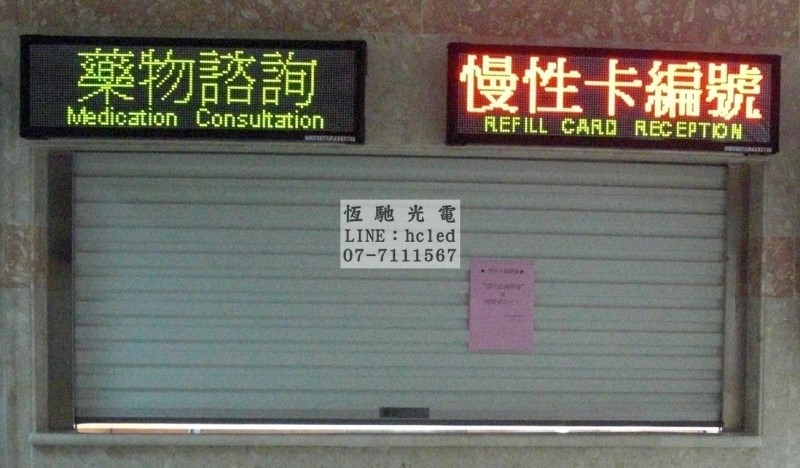 藥物諮詢
Medication Consultation
慢性卡編號
REFILL CARD RECEPTION
恆馳光電
LINE：hcled
07-7111567